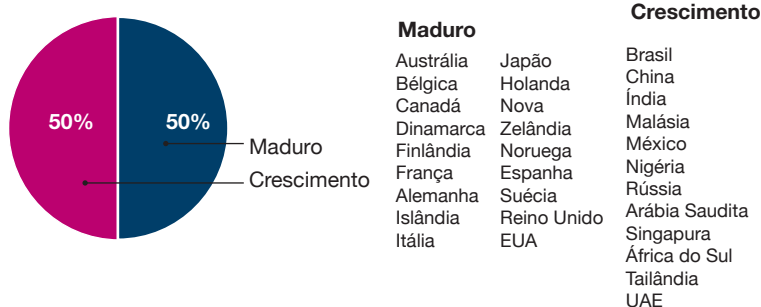 50%
50%
Maduro
Crescimento
Maduro
Austrália
Bélgica
Canadá
Dinamarca
Finlândia
França
Alemanha
Islândia
Itália
Japão
Holanda
Nova
Zelândia
Noruega
Espanha
Suécia
Reino Unido
EUA
Crescimento
Brasil
China
Índia
Malásia
México
Nigéria
Rússia
Arábia Saudita
Singapura
África do Sul
Tailândia
UAE